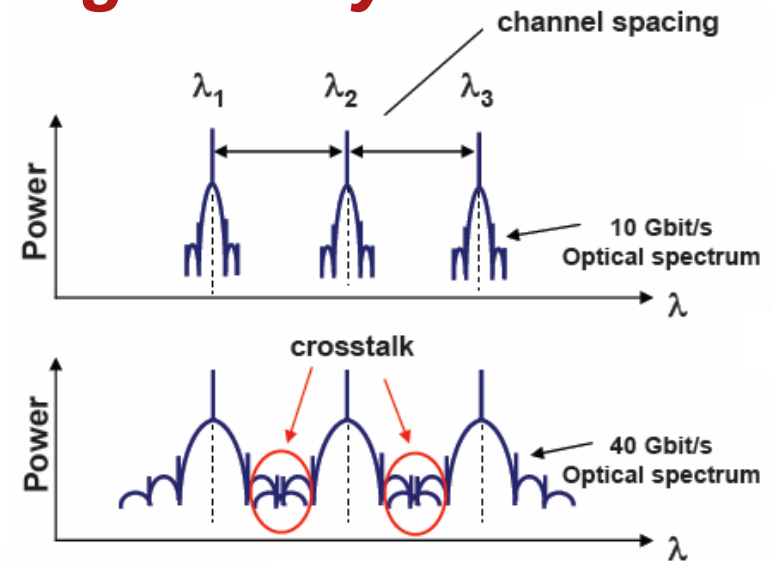 channel spacing
λ1 λ2 λ3
Power
10 Gbit/s
Optical spectrum
λ
crosstalk
Power
40 Gbit/s
Optical spectrum
λ